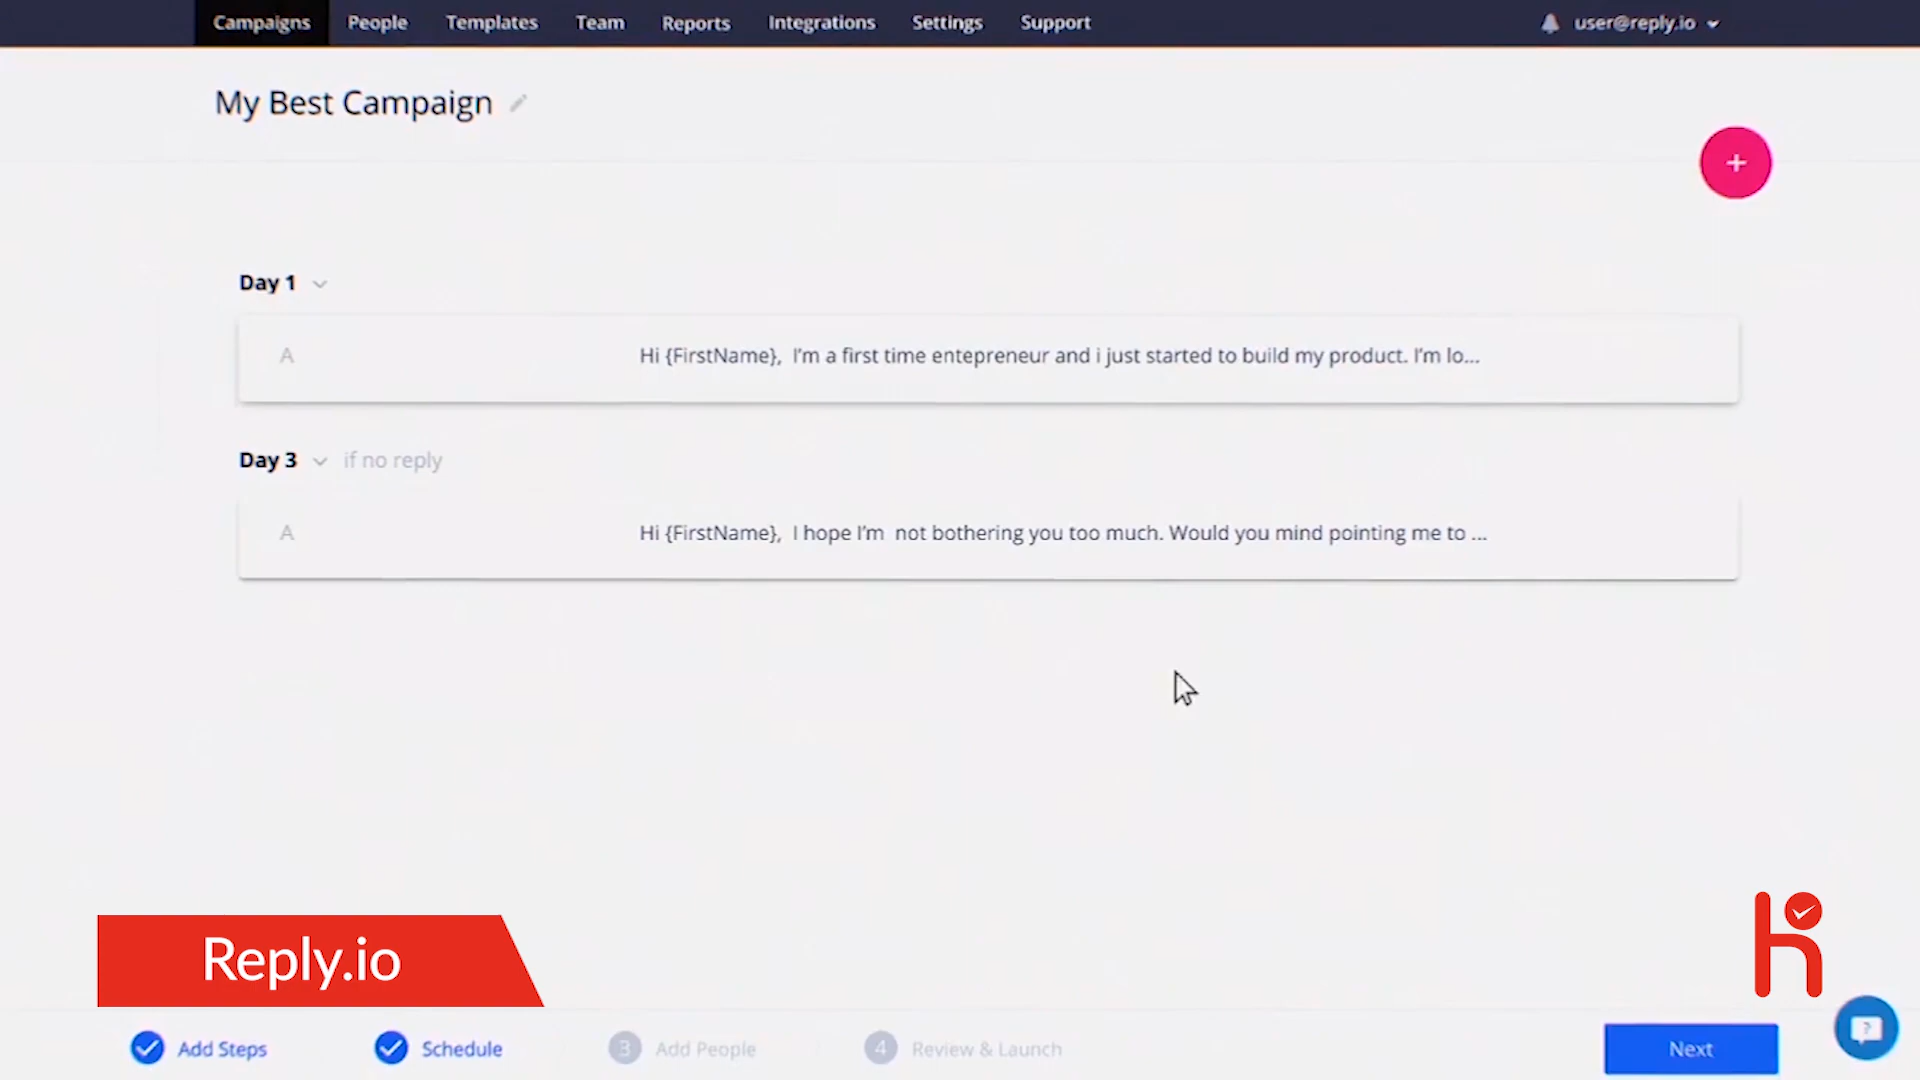 Campaigns People Templates Team Reports Integrations Settings Support user@reply.io
My Best Campaign
+
Day 1
A Hi {FirstName}, I'm a first time entepreneur and i just started to build my product. I'm lo...
Day 3 if no reply
A Hi {FirstName}, I hope I'm not bothering you too much. Would you mind pointing me to ...
Reply.io
h
Add Steps Schedule 3 Add People 4 Review & Launch Next ?